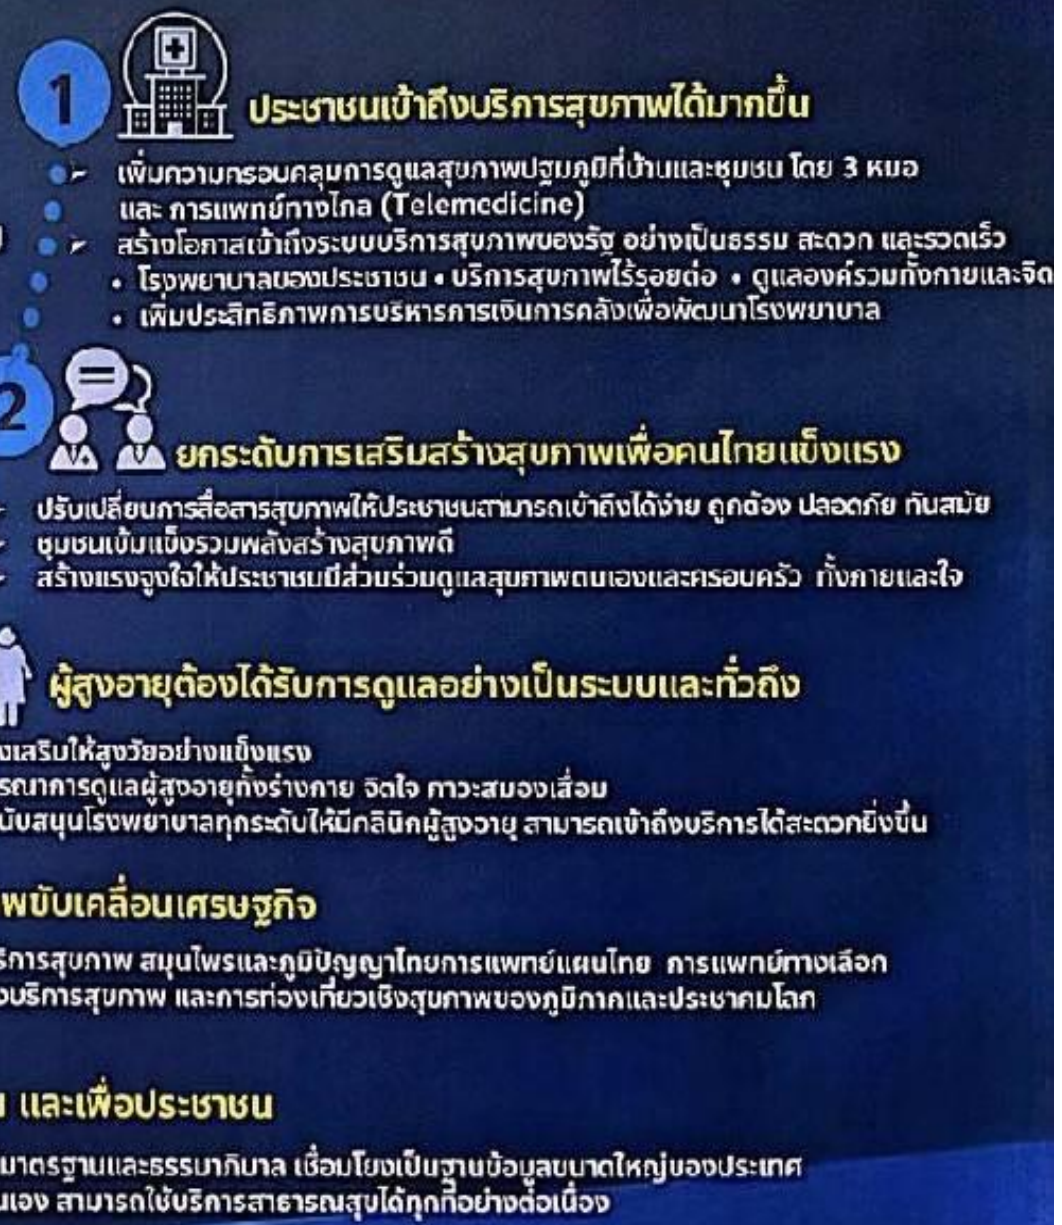 1
ประชาชนเข้าถึงบริการสุขภาพได้มากขึ้น
➢ เพิ่มความครอบคลุมการดูแลสุขภาพปฐมภูมิที่บ้านและชุมชน โดย 3 หมอ
และ การแพทย์ทางไกล (Telemedicine)
➢ สร้างโอกาสเข้าถึงระบบบริการสุขภาพของรัฐ อย่างเป็นธรรม สะดวก และรวดเร็ว
• โรงพยาบาลของประชาชน • บริการสุขภาพไร้รอยต่อ • ดูแลองค์รวมทั้งกายและจิต
• เพิ่มประสิทธิภาพการบริหารการเงินการคลังเพื่อพัฒนาโรงพยาบาล
2
ยกระดับการเสริมสร้างสุขภาพเพื่อคนไทยแข็งแรง
ปรับเปลี่ยนการสื่อสารสุขภาพให้ประชาชนสามารถเข้าถึงได้ง่าย ถูกต้อง ปลอดภัย ทันสมัย
ชุมชนเข้มแข็งรวมพลังสร้างสุขภาพดี
สร้างแรงจูงใจให้ประชาชนมีส่วนร่วมดูแลสุขภาพตนเองและครอบครัว ทั้งกายและใจ
ผู้สูงอายุต้องได้รับการดูแลอย่างเป็นระบบและทั่วถึง
งเสริมให้สูงวัยอย่างแข็งแรง
รณาการดูแลผู้สูงอายุทั้งร่างกาย จิตใจ ภาวะสมองเสื่อม
นับสนุนโรงพยาบาลทุกระดับให้มีคลินิกผู้สูงอายุ สามารถเข้าถึงบริการได้สะดวกยิ่งขึ้น
พขับเคลื่อนเศรษฐกิจ
ริการสุขภาพ สมุนไพรและภูมิปัญญาไทยการแพทย์แผนไทย การแพทย์ทางเลือก
งบริการสุขภาพ และการท่องเที่ยวเชิงสุขภาพของภูมิภาคและประชาคมโลก
และเพื่อประชาชน
มาตรฐานและธรรมาภิบาล เชื่อมโยงเป็นฐานข้อมูลขนาดใหญ่ของประเทศ
นเอง สามารถใช้บริการสาธารณสุขได้ทุกที่อย่างต่อเนื่อง